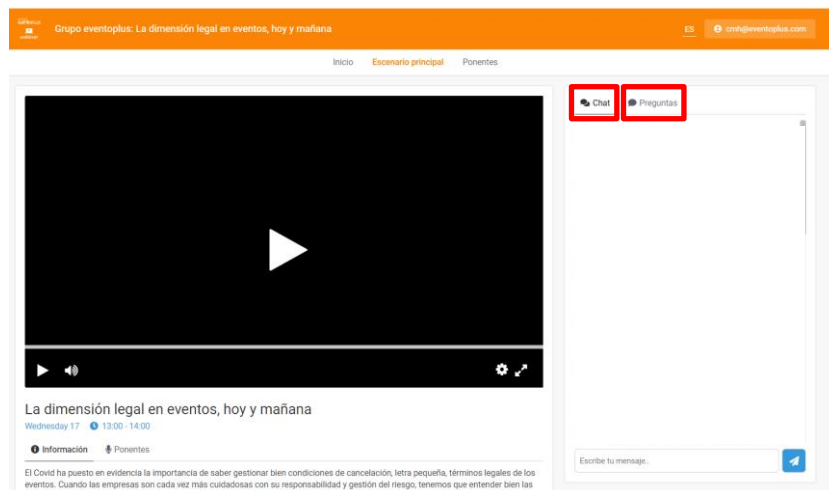 Grupo eventoplus: La dimensión legal en eventos, hoy y mañana
ES
cmh@eventoplus.com
Inicio Escenario principal Ponentes
Chat Preguntas
La dimensión legal en eventos, hoy y mañana
Wednesday 17 13:00 - 14:00
Información Ponentes
El Covid ha puesto en evidencia la importancia de saber gestionar bien condiciones de cancelación, letra pequeña, términos legales de los
eventos. Cuando las empresas son cada vez más cuidadosas con su responsabilidad y gestión del riesgo, tenemos que entender bien las
Escribe tu mensaje..